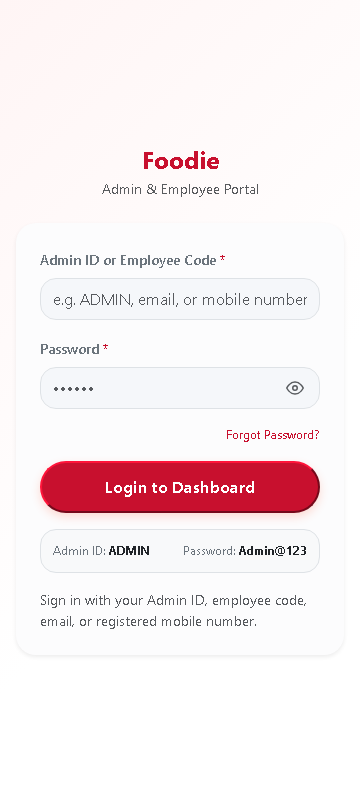 Foodie
Admin & Employee Portal
Admin ID or Employee Code *
e.g. ADMIN, email, or mobile number
Password *
••••••
Forgot Password?
Login to Dashboard
Admin ID: ADMIN Password: Admin@123
Sign in with your Admin ID, employee code,
email, or registered mobile number.